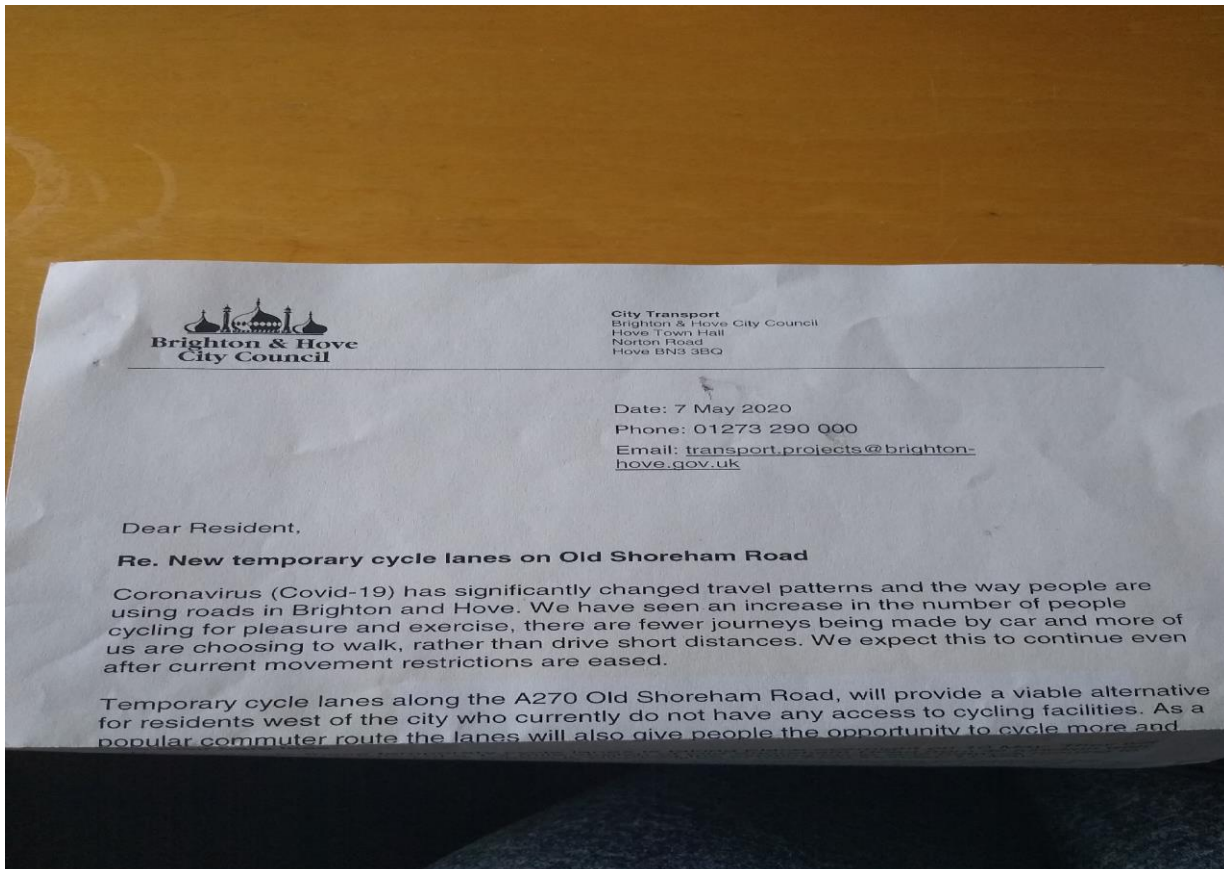 Brighton & Hove
City Council
City Transport
Brighton & Hove City Council
Hove Town Hall
Norton Road
Hove BN3 3BQ
Date: 7 May 2020
Phone: 01273 290 000
Email: transport.projects@brighton-
hove.gov.uk
Dear Resident,
Re. New temporary cycle lanes on Old Shoreham Road
Coronavirus (Covid-19) has significantly changed travel patterns and the way people are
using roads in Brighton and Hove. We have seen an increase in the number of people
cycling for pleasure and exercise, there are fewer journeys being made by car and more of
us are choosing to walk, rather than drive short distances. We expect this to continue even
after current movement restrictions are eased.
Temporary cycle lanes along the A270 Old Shoreham Road, will provide a viable alternative
for residents west of the city who currently do not have any access to cycling facilities. As a
popular commuter route the lanes will also give people the opportunity to cycle more and